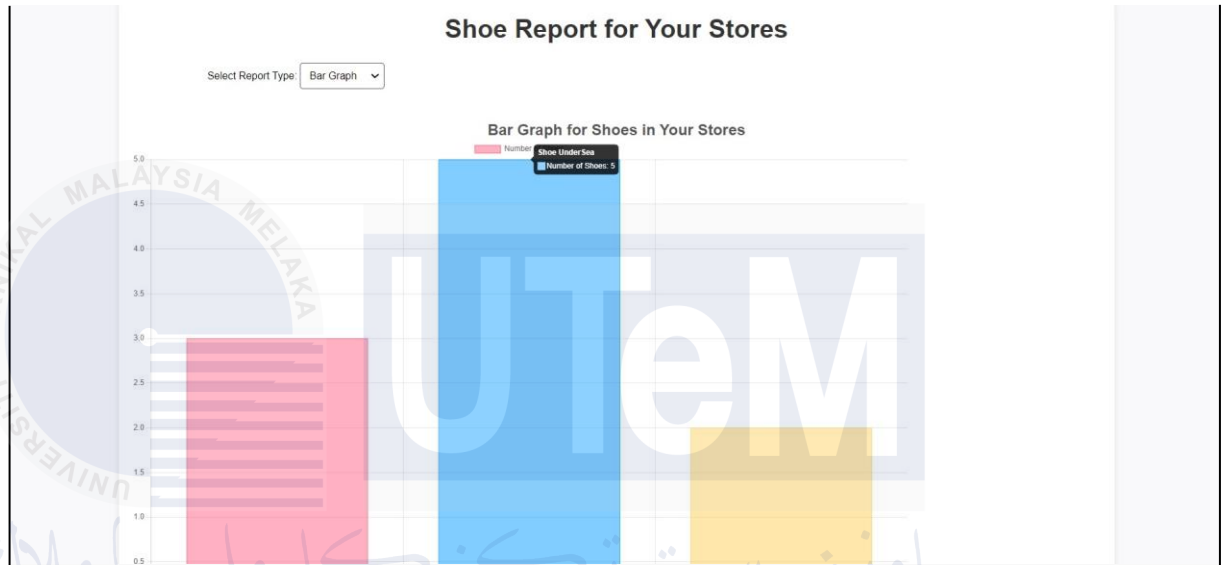 Shoe Report for Your Stores
Select Report Type: Bar Graph
Bar Graph for Shoes in Your Stores
Number
Shoe UnderSea
Number of Shoes: 5
5.0
4.5
4.0
3.5
3.0
2.5
2.0
1.5
1.0
0.5
MALAYSIA MELAKA
UTeM